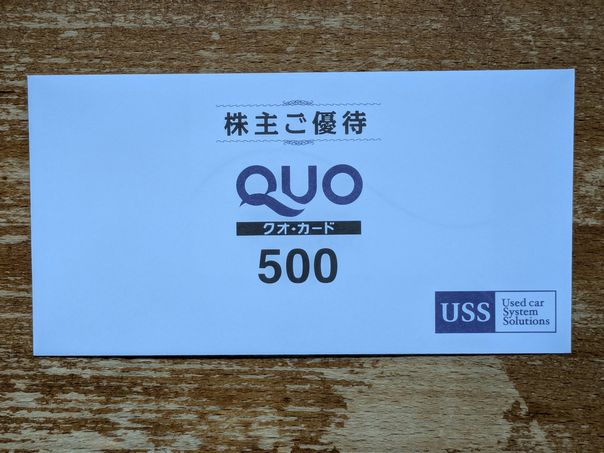 株主ご優待
QUO
クオ・カード
500
USS
Used car
System
Solutions